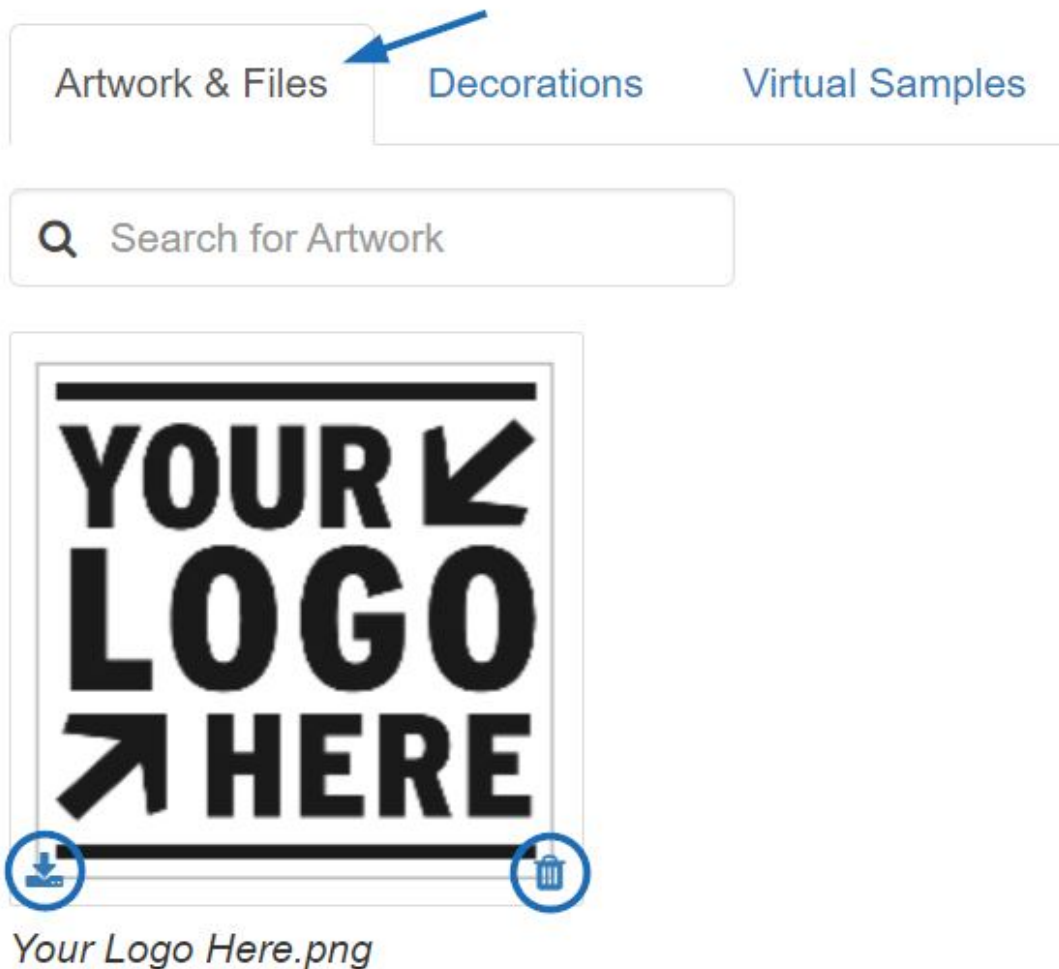 Artwork & Files Decorations Virtual Samples
Search for Artwork
YOUR
LOGO
HERE
Your Logo Here.png